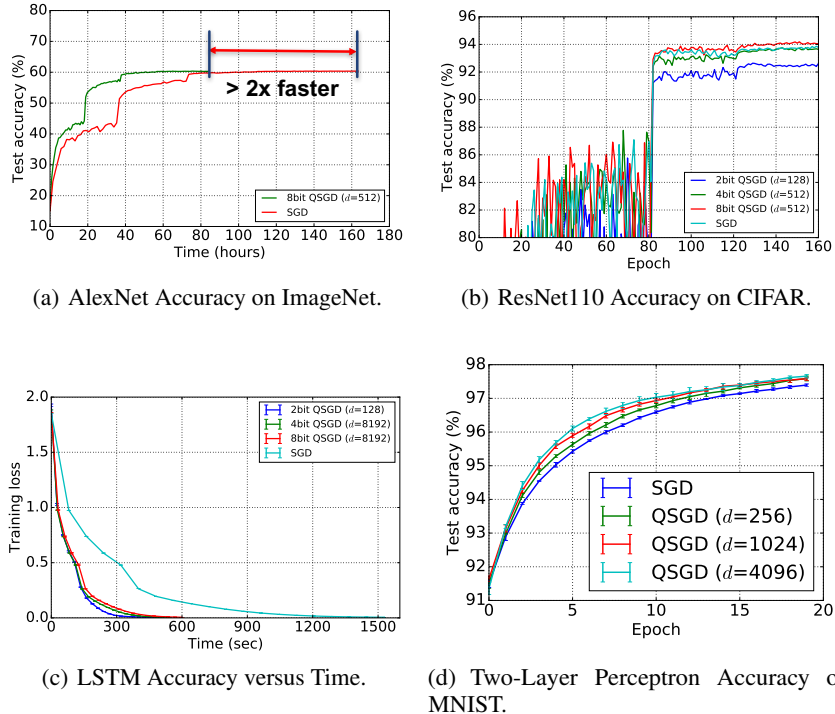 80
70
60
50
40
30
20
10
Test accuracy (%)
> 2x faster
8bit QSGD (d=512)
SGD
0 20 40 60 80 100 120 140 160 180
Time (hours)
(a) AlexNet Accuracy on ImageNet.
96
94
92
90
88
86
84
82
80
Test accuracy (%)
2bit QSGD (d=128)
4bit QSGD (d=512)
8bit QSGD (d=512)
SGD
0 20 40 60 80 100 120 140 160
Epoch
(b) ResNet110 Accuracy on CIFAR.
2.0
1.5
1.0
0.5
0.0
Training loss
2bit QSGD (d=128)
4bit QSGD (d=8192)
8bit QSGD (d=8192)
SGD
0 300 600 900 1200 1500
Time (sec)
(c) LSTM Accuracy versus Time.
98
97
96
95
94
93
92
91
Test accuracy (%)
SGD
QSGD (d=256)
QSGD (d=1024)
QSGD (d=4096)
0 5 10 15 20
Epoch
(d) Two-Layer Perceptron Accuracy o
MNIST.